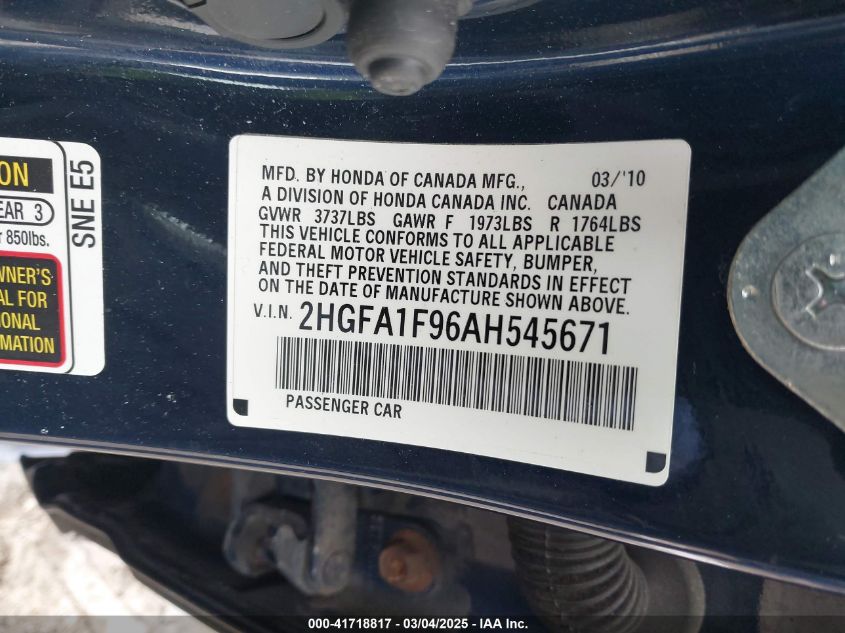 ON
EAR 3
850lbs.
WNER'S
AL FOR
IONAL
RMATION
SNE E5
MFD. BY HONDA OF CANADA MFG., 03/'10
A DIVISION OF HONDA CANADA INC. CANADA
GVWR 3737LBS GAWR F 1973LBS R 1764LBS
THIS VEHICLE CONFORMS TO ALL APPLICABLE
FEDERAL MOTOR VEHICLE SAFETY, BUMPER,
AND THEFT PREVENTION STANDARDS IN EFFECT
ON THE DATE OF MANUFACTURE SHOWN ABOVE.
V.I.N. 2HGFA1F96AH545671
PASSENGER CAR
000-41718817 - 03/04/2025 - IAA Inc.